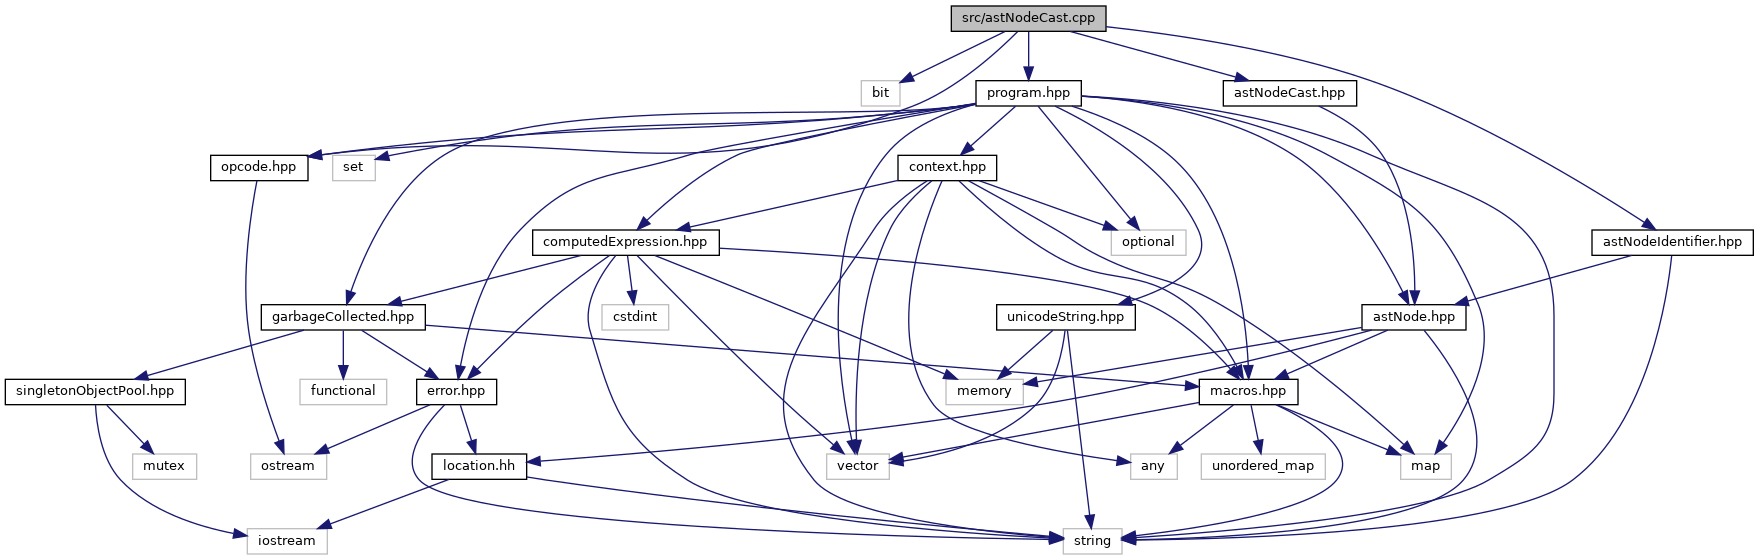 src/astNodeCast.cpp
bit
program.hpp
astNodeCast.hpp
opcode.hpp
set
context.hpp
computedExpression.hpp
optional
astNodeIdentifier.hpp
garbageCollected.hpp
cstdint
unicodeString.hpp
astNode.hpp
singletonObjectPool.hpp
functional
error.hpp
memory
macros.hpp
mutex
ostream
location.hh
vector
any
unordered_map
map
iostream
string